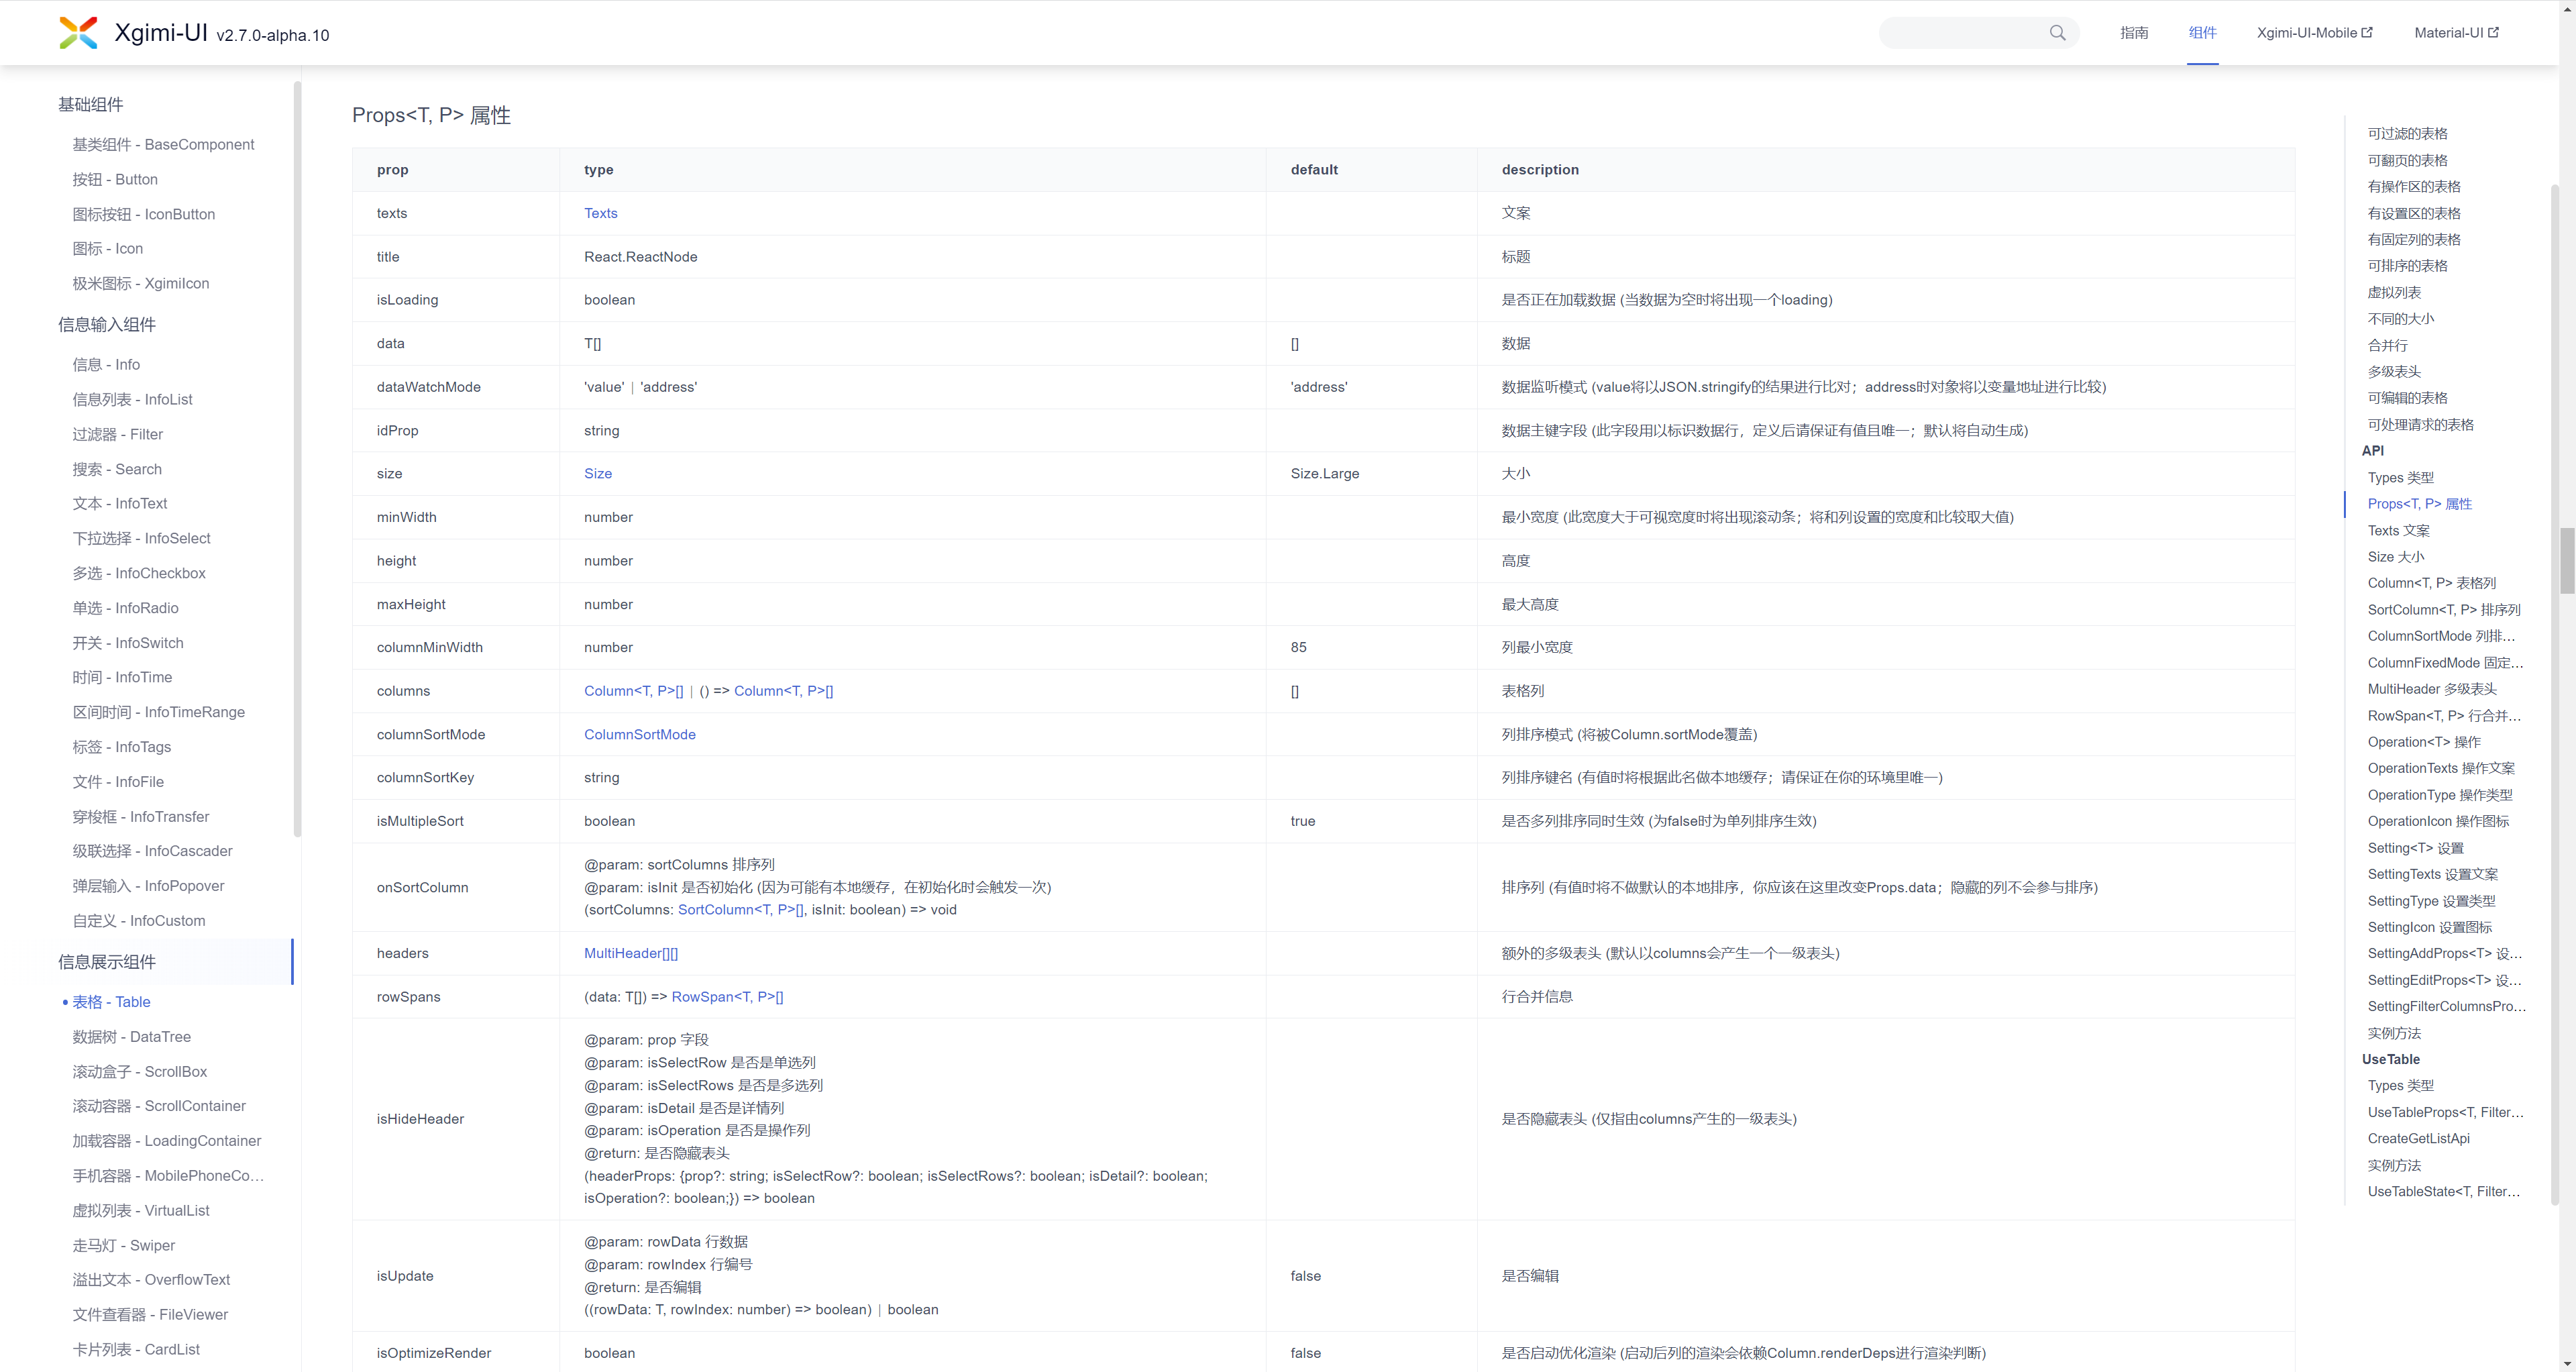 Xgimi-UI v2.7.0-alpha.10
指南
组件
Xgimi-UI-Mobile
Material-UI
基础组件
基类组件 - BaseComponent
按钮 - Button
图标按钮 - IconButton
图标 - Icon
极米图标 - XgimiIcon
信息输入组件
信息 - Info
信息列表 - InfoList
过滤器 - Filter
搜索 - Search
文本 - InfoText
下拉选择 - InfoSelect
多选 - InfoCheckbox
单选 - InfoRadio
开关 - InfoSwitch
时间 - InfoTime
区间时间 - InfoTimeRange
标签 - InfoTags
文件 - InfoFile
穿梭框 - InfoTransfer
级联选择 - InfoCascader
弹层输入 - InfoPopover
自定义 - InfoCustom
信息展示组件
表格 - Table
数据树 - DataTree
滚动盒子 - ScrollBox
滚动容器 - ScrollContainer
加载容器 - LoadingContainer
手机容器 - MobilePhoneCo...
虚拟列表 - VirtualList
走马灯 - Swiper
溢出文本 - OverflowText
文件查看器 - FileViewer
卡片列表 - CardList
Props<T, P> 属性
prop type default description
texts Texts 文案
title React.ReactNode 标题
isLoading boolean 是否正在加载数据 (当数据为空时将出现一个loading)
data T[] [] 数据
dataWatchMode 'value' | 'address' 'address' 数据监听模式 (value将以JSON.stringify的结果进行比对；address时对象将以变量地址进行比较)
idProp string 数据主键字段 (此字段用以标识数据行，定义后请保证有值且唯一；默认将自动生成)
size Size Size.Large 大小
minWidth number 最小宽度 (此宽度大于可视宽度时将出现滚动条；将和列设置的宽度和比较取大值)
height number 高度
maxHeight number 最大高度
columnMinWidth number 85 列最小宽度
columns Column<T, P>[] | () => Column<T, P>[] [] 表格列
columnSortMode ColumnSortMode 列排序模式 (将被Column.sortMode覆盖)
columnSortKey string 列排序键名 (有值时将根据此名做本地缓存；请保证在你的环境里唯一)
isMultipleSort boolean true 是否多列排序同时生效 (为false时为单列排序生效)
@param: sortColumns 排序列
@param: isInit 是否初始化 (因为可能有本地缓存，在初始化时会触发一次)
onSortColumn 排序列 (有值时将不做默认的本地排序，你应该在这里改变Props.data；隐藏的列不会参与排序)
(sortColumns: SortColumn<T, P>[], isInit: boolean) => void
headers MultiHeader[][] 额外的多级表头 (默认以columns会产生一个一级表头)
rowSpans (data: T[]) => RowSpan<T, P>[] 行合并信息
@param: prop 字段
@param: isSelectRow 是否是单选列
@param: isSelectRows 是否是多选列
@param: isDetail 是否是详情列
isHideHeader 是否隐藏表头 (仅指由columns产生的一级表头)
@param: isOperation 是否是操作列
@return: 是否隐藏表头
(headerProps: {prop?: string; isSelectRow?: boolean; isSelectRows?: boolean; isDetail?: boolean;
isOperation?: boolean;}) => boolean
@param: rowData 行数据
@param: rowIndex 行编号
isUpdate false 是否编辑
@return: 是否编辑
((rowData: T, rowIndex: number) => boolean) | boolean
isOptimizeRender boolean false 是否启动优化渲染 (启动后列的渲染会依赖Column.renderDeps进行渲染判断)
可过滤的表格
可翻页的表格
有操作区的表格
有设置区的表格
有固定列的表格
可排序的表格
虚拟列表
不同的大小
合并行
多级表头
可编辑的表格
可处理请求的表格
API
Types 类型
Props<T, P> 属性
Texts 文案
Size 大小
Column<T, P> 表格列
SortColumn<T, P> 排序列
ColumnSortMode 列排...
ColumnFixedMode 固定...
MultiHeader 多级表头
RowSpan<T, P> 行合并...
Operation<T> 操作
OperationTexts 操作文案
OperationType 操作类型
OperationIcon 操作图标
Setting<T> 设置
SettingTexts 设置文案
SettingType 设置类型
SettingIcon 设置图标
SettingAddProps<T> 设...
SettingEditProps<T> 设...
SettingFilterColumnsPro...
实例方法
UseTable
Types 类型
UseTableProps<T, Filter...
CreateGetListApi
实例方法
UseTableState<T, Filter...